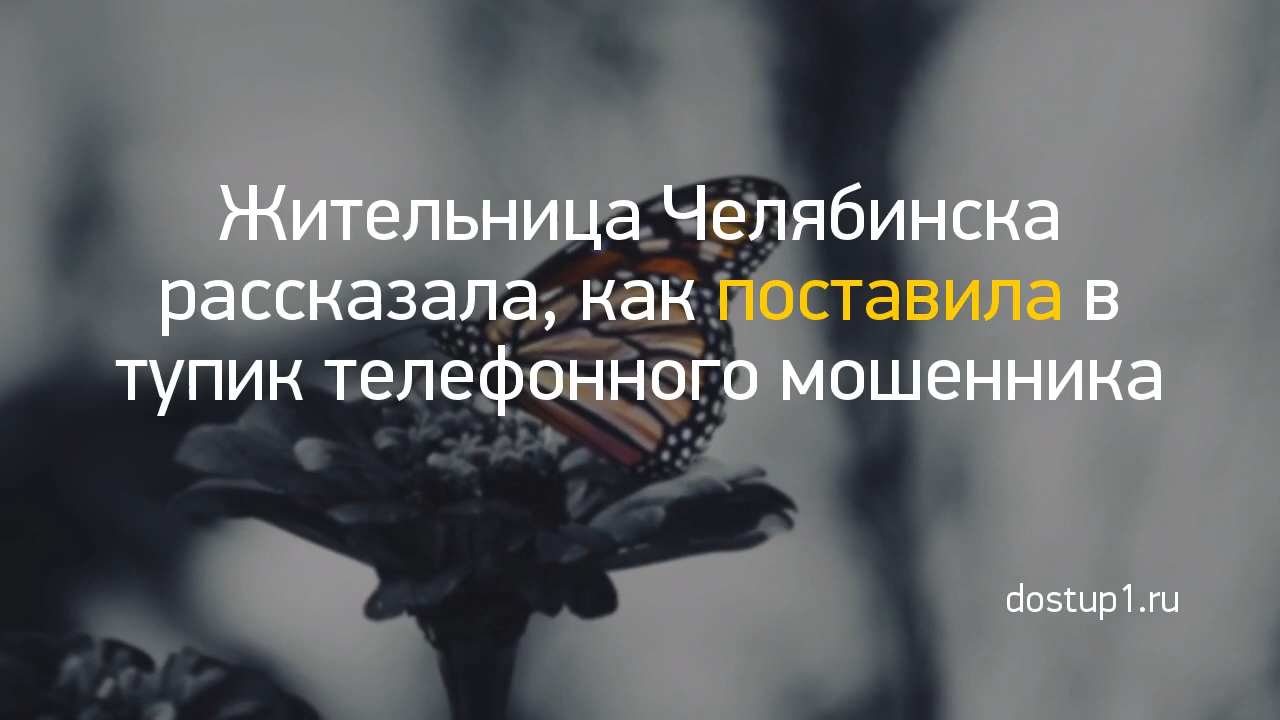 Жительница Челябинска
рассказала, как поставила в
тупик телефонного мошенника
dostup1.ru